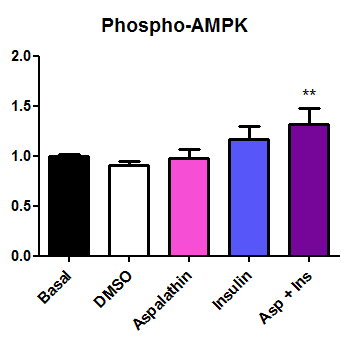 Phospho-AMPK
2.0
1.5
1.0
0.5
0.0
**
Basal
DMSO
Aspalathin
Insulin
Asp + Ins